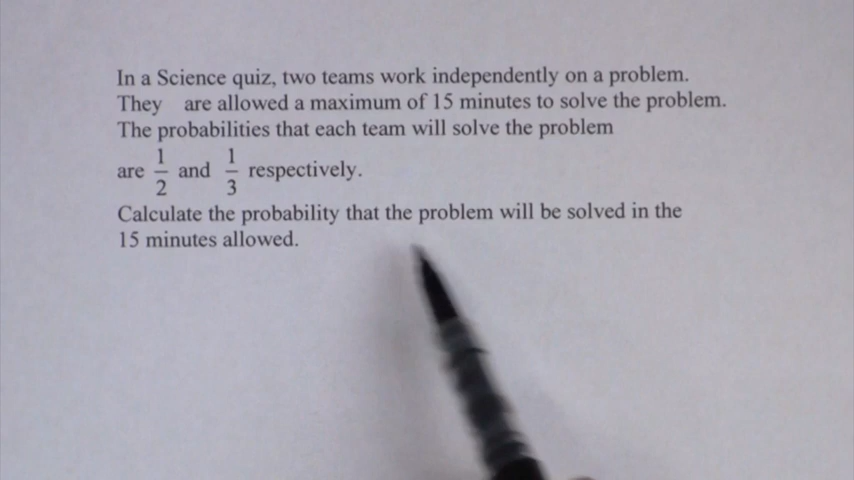 In a Science quiz, two teams work independently on a problem.
They are allowed a maximum of 15 minutes to solve the problem.
The probabilities that each team will solve the problem
are 1/2 and 1/3 respectively.
Calculate the probability that the problem will be solved in the
15 minutes allowed.